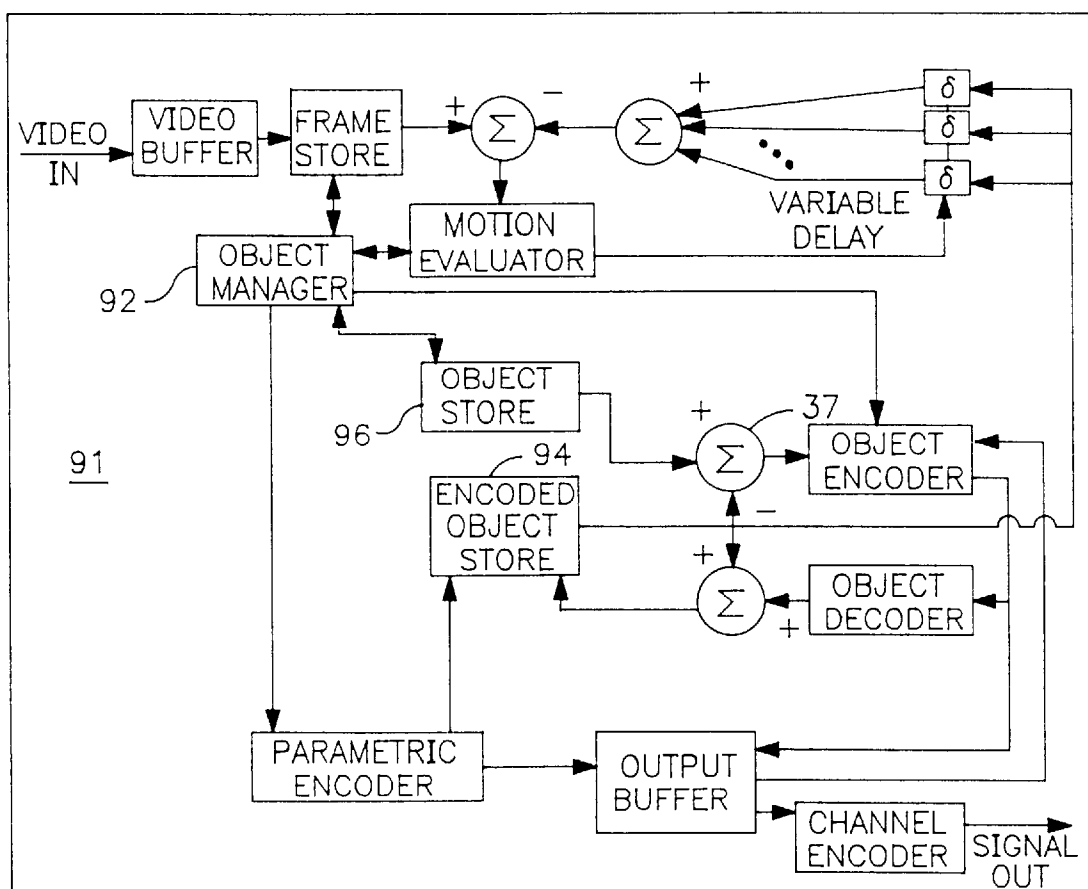 VIDEO
IN
VIDEO
BUFFER
FRAME
STORE
+
Σ
−
Σ
+
δ
δ
δ
VARIABLE
DELAY
MOTION
EVALUATOR
OBJECT
MANAGER
92
OBJECT
STORE
96
+
Σ
37
−
OBJECT
ENCODER
91
94
ENCODED
OBJECT
STORE
+
Σ
+
OBJECT
DECODER
PARAMETRIC
ENCODER
OUTPUT
BUFFER
CHANNEL
ENCODER
SIGNAL
OUT